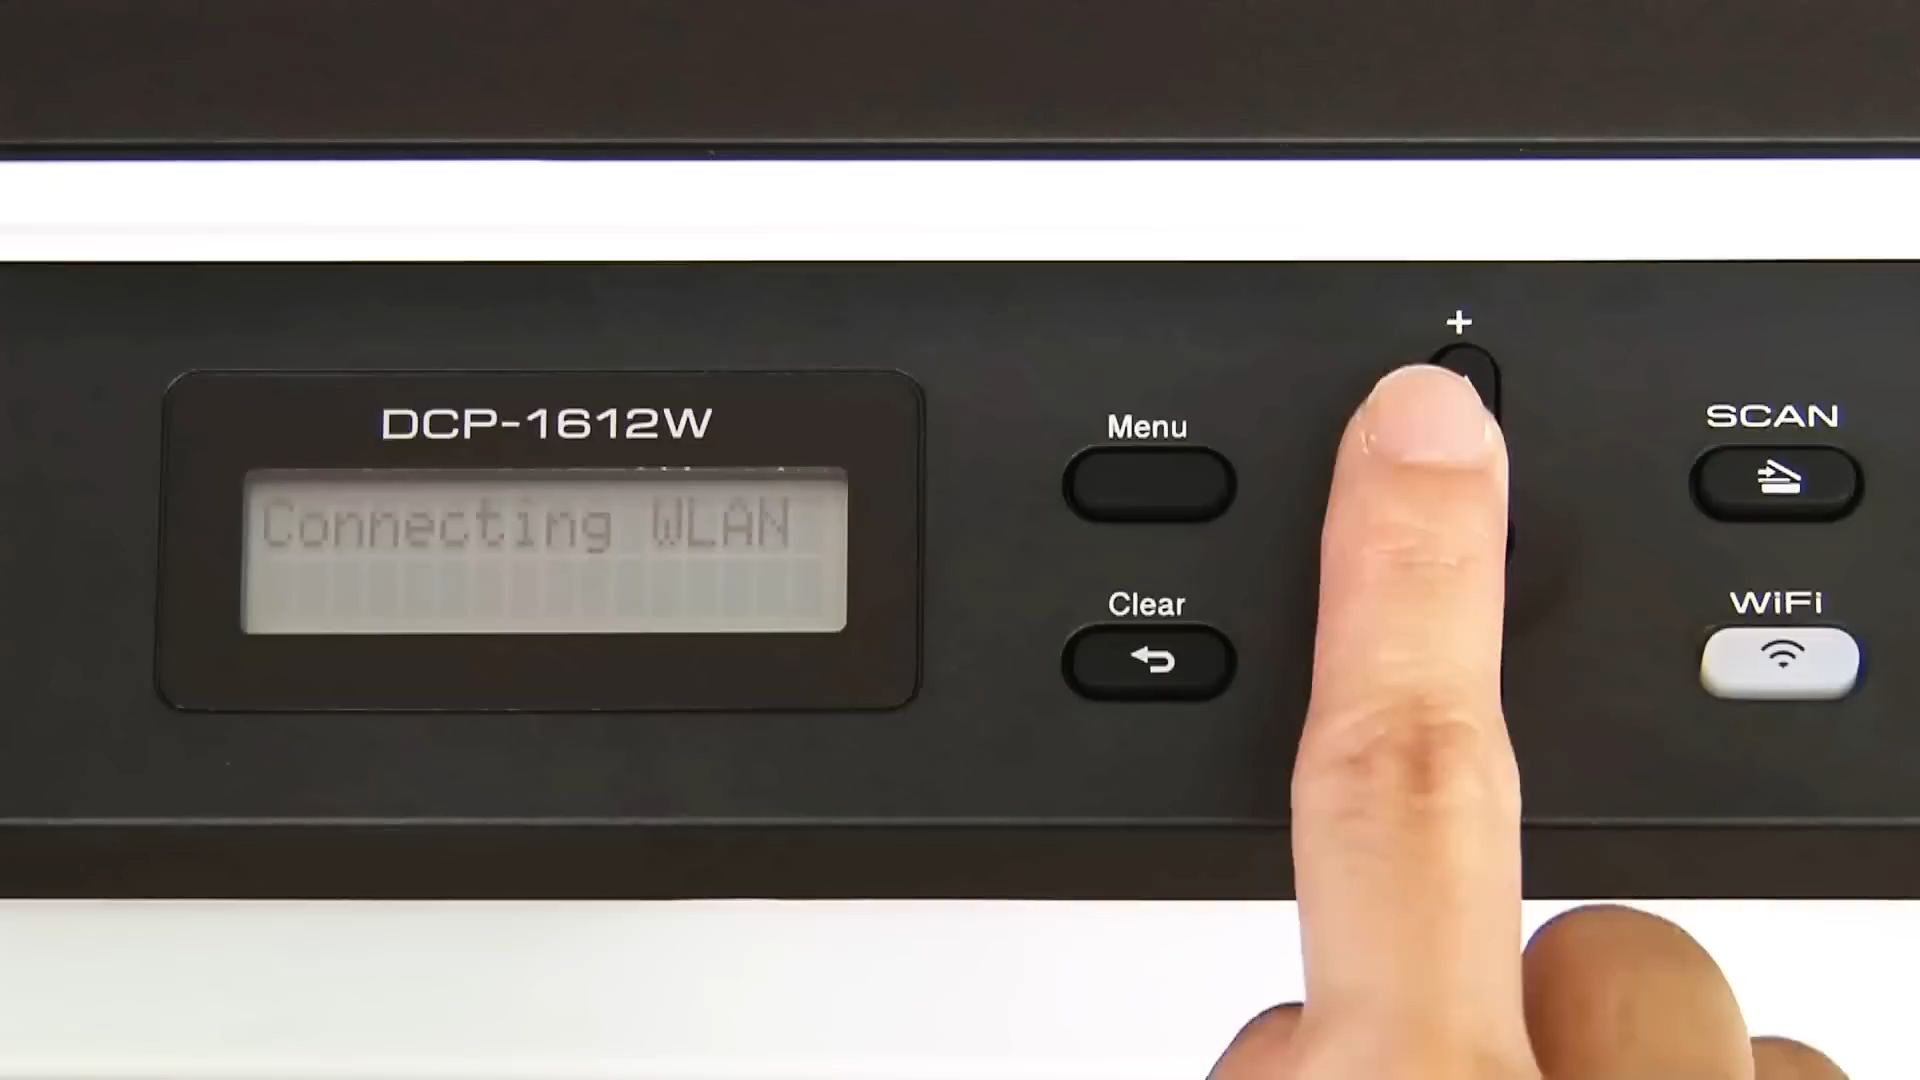 DCP-1612W
Connecting WLAN
Menu
Clear
+
SCAN
WiFi